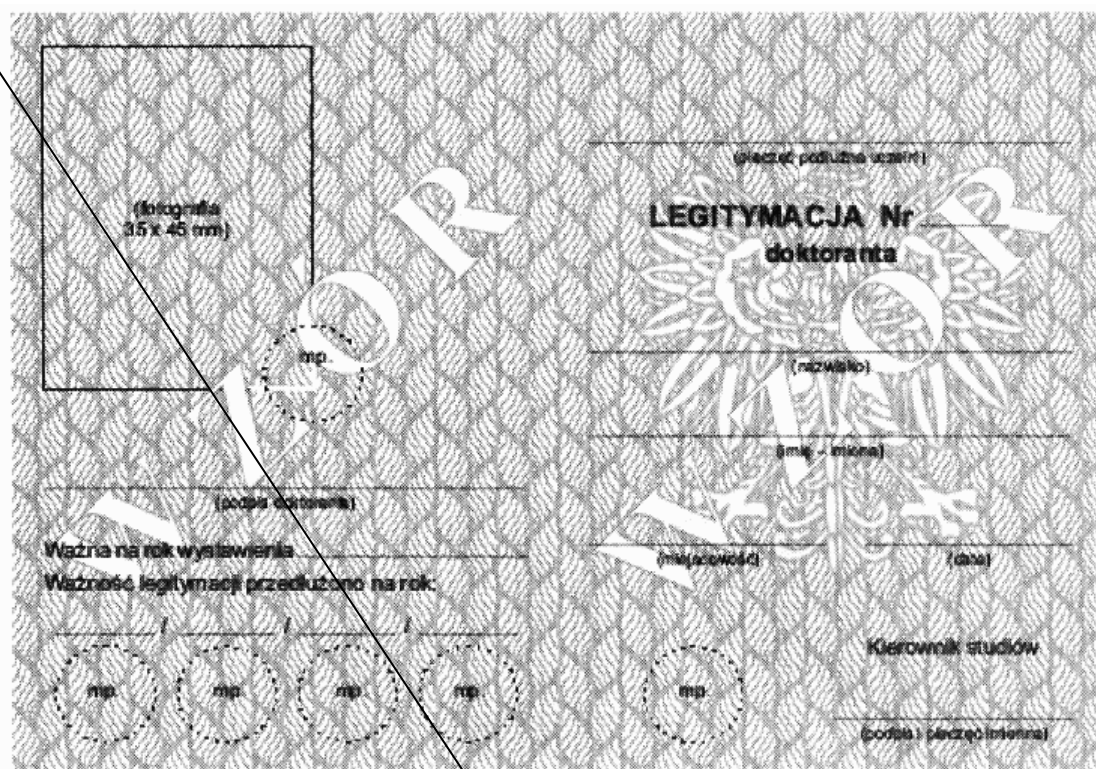 (fotografia
35 x 45 mm)
mp.
(podpis doktoranta)
Ważna na rok wystawienia
Ważność legitymacji przedłużono na rok:
/ / /
mp. mp. mp. mp.
(pieczęć podłużna uczelni)
LEGITYMACJA Nr
doktoranta
(nazwisko)
(imię - imiona)
(miejscowość) (data)
Kierownik studiów
mp.
(podpis i pieczęć imienna)
WZÓR
WZÓR